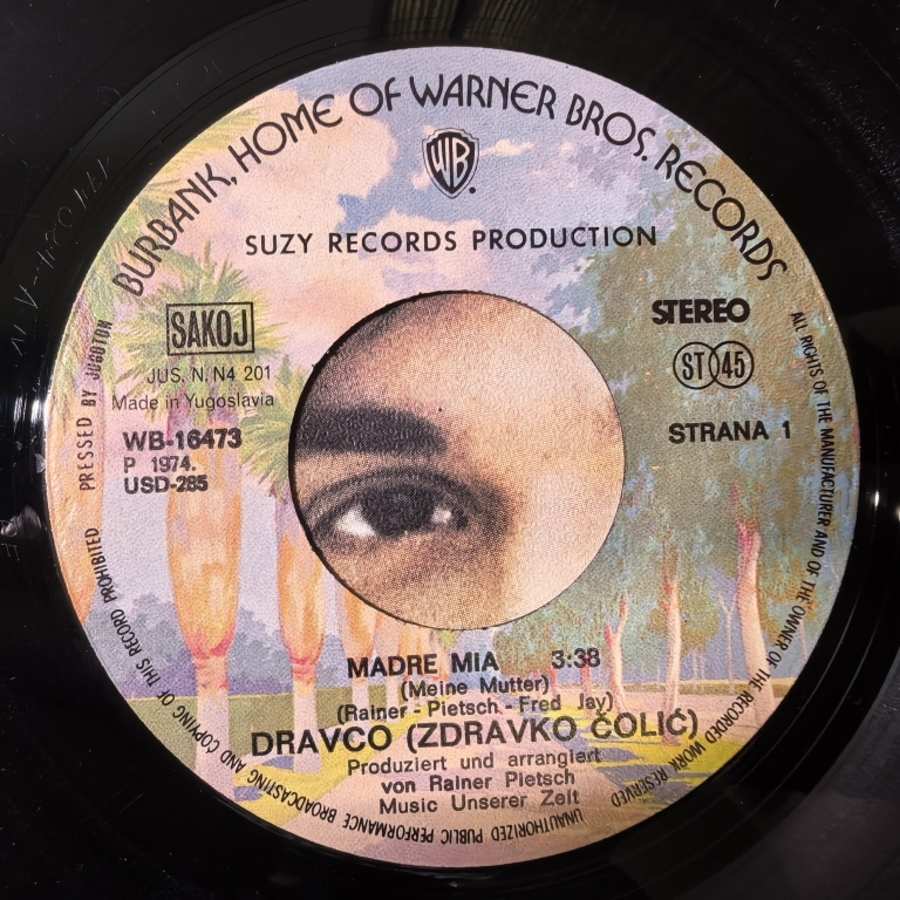 BURBANK, HOME OF WARNER BROS. RECORDS
WB
SUZY RECORDS PRODUCTION
SAKOJ
JUS. N. N4 201
Made in Yugoslavia
WB-16473
P 1974.
USD-285
STEREO
ST 45
STRANA 1
MADRE MIA 3:38
(Meine Mutter)
(Rainer - Pietsch - Fred Jay)
DRAVCO (ZDRAVKO ČOLIĆ)
Produziert und arrangiert
von Rainer Pietsch
Music Unserer Zeit
PRESSED BY JUGOTON
ALL RIGHTS OF THE MANUFACTURER AND OF THE OWNER OF THE RECORDED WORK RESERVED
UNAUTHORIZED PUBLIC PERFORMANCE BROADCASTING AND COPYING OF THIS RECORD PROHIBITED